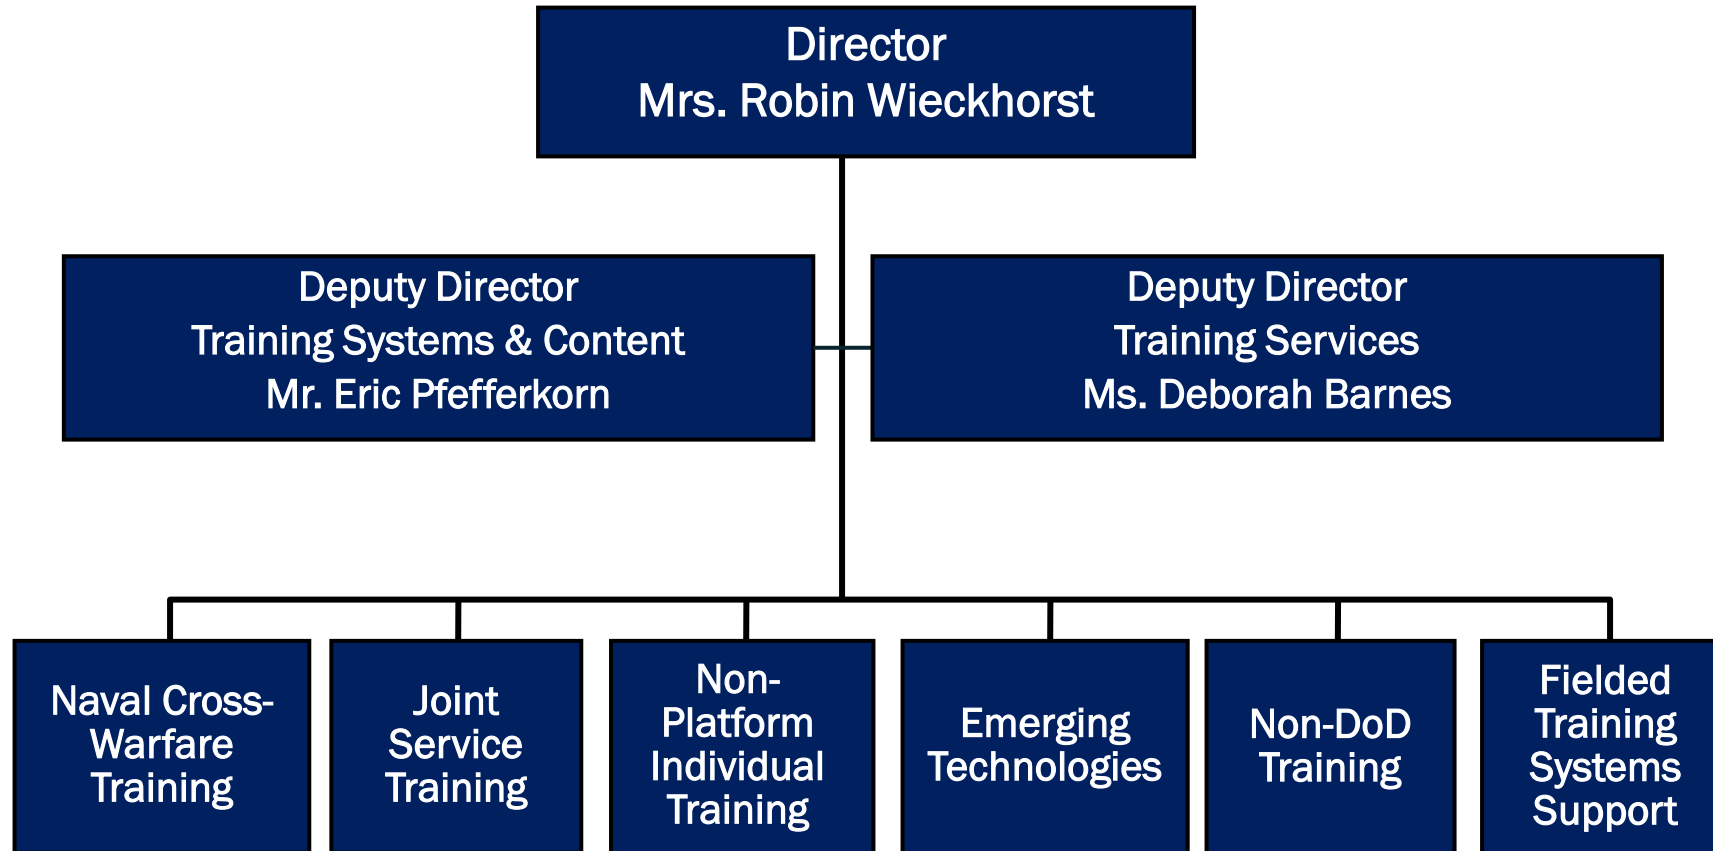 Director
Mrs. Robin Wieckhorst
Deputy Director
Training Systems & Content
Mr. Eric Pfefferkorn
Deputy Director
Training Services
Ms. Deborah Barnes
Naval Cross-
Warfare
Training
Joint
Service
Training
Non-
Platform
Individual
Training
Emerging
Technologies
Non-DoD
Training
Fielded
Training
Systems
Support